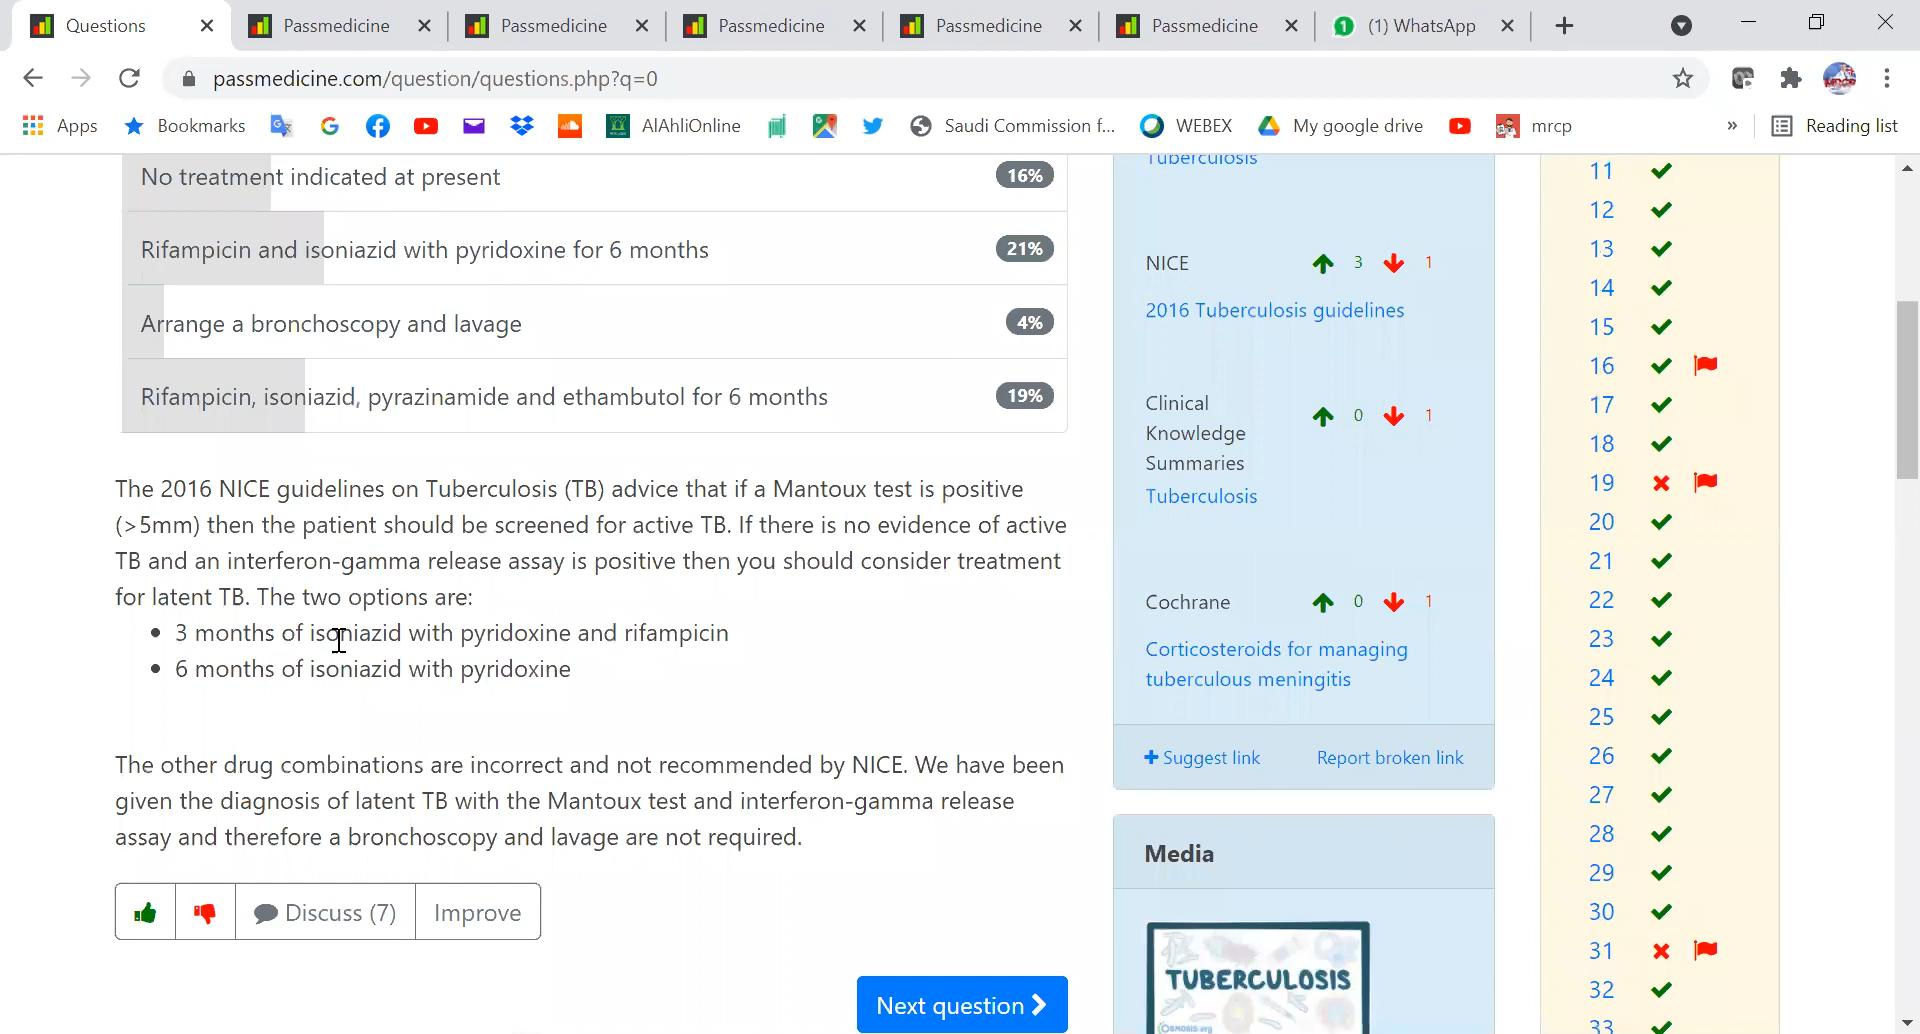 Questions
Passmedicine
Passmedicine
Passmedicine
Passmedicine
Passmedicine
1
(1) WhatsApp
passmedicine.com/question/questions.php?q=0
Apps
Bookmarks
AlAhliOnline
Saudi Commission f...
WEBEX
My google drive
mrcp
»
Reading list
No treatment indicated at present 16%
Rifampicin and isoniazid with pyridoxine for 6 months 21%
Arrange a bronchoscopy and lavage 4%
Rifampicin, isoniazid, pyrazinamide and ethambutol for 6 months 19%
The 2016 NICE guidelines on Tuberculosis (TB) advice that if a Mantoux test is positive
(>5mm) then the patient should be screened for active TB. If there is no evidence of active
TB and an interferon-gamma release assay is positive then you should consider treatment
for latent TB. The two options are:
• 3 months of isoniazid with pyridoxine and rifampicin
• 6 months of isoniazid with pyridoxine
The other drug combinations are incorrect and not recommended by NICE. We have been
given the diagnosis of latent TB with the Mantoux test and interferon-gamma release
assay and therefore a bronchoscopy and lavage are not required.
Discuss (7)
Improve
Next question
Tuberculosis
NICE 3 1
2016 Tuberculosis guidelines
Clinical
Knowledge
Summaries
0 1
Tuberculosis
Cochrane 0 1
Corticosteroids for managing
tuberculous meningitis
+ Suggest link
Report broken link
Media
TUBERCULOSIS
OSMOSIS.org
11
12
13
14
15
16
17
18
19
20
21
22
23
24
25
26
27
28
29
30
31
32
33